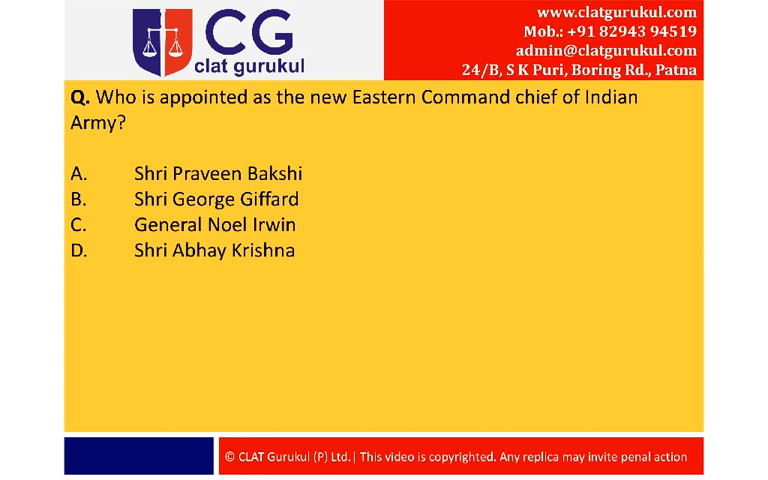 CG
clat gurukul
www.clatgurukul.com
Mob.: +91 82943 94519
admin@clatgurukul.com
24/B, S K Puri, Boring Rd., Patna
Q. Who is appointed as the new Eastern Command chief of Indian
Army?
A. Shri Praveen Bakshi
B. Shri George Giffard
C. General Noel Irwin
D. Shri Abhay Krishna
© CLAT Gurukul (P) Ltd.| This video is copyrighted. Any replica may invite penal action